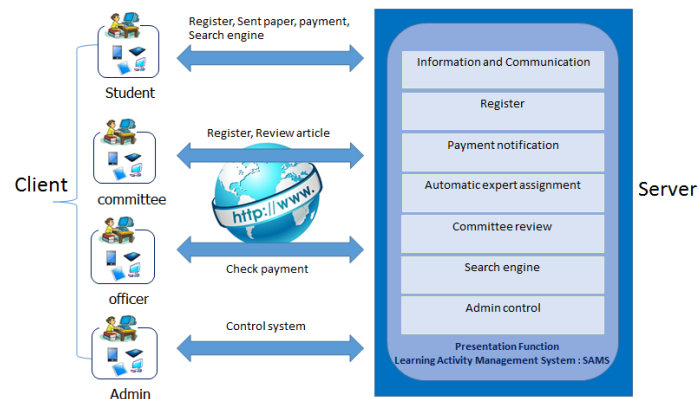 Register, Sent paper, payment,
Search engine
Student
Register, Review article
committee
Client
http://www.
officer
Check payment
Control system
Admin
Information and Communication
Register
Payment notification
Automatic expert assignment
Committee review
Search engine
Admin control
Presentation Function
Learning Activity Management System : SAMS
Server